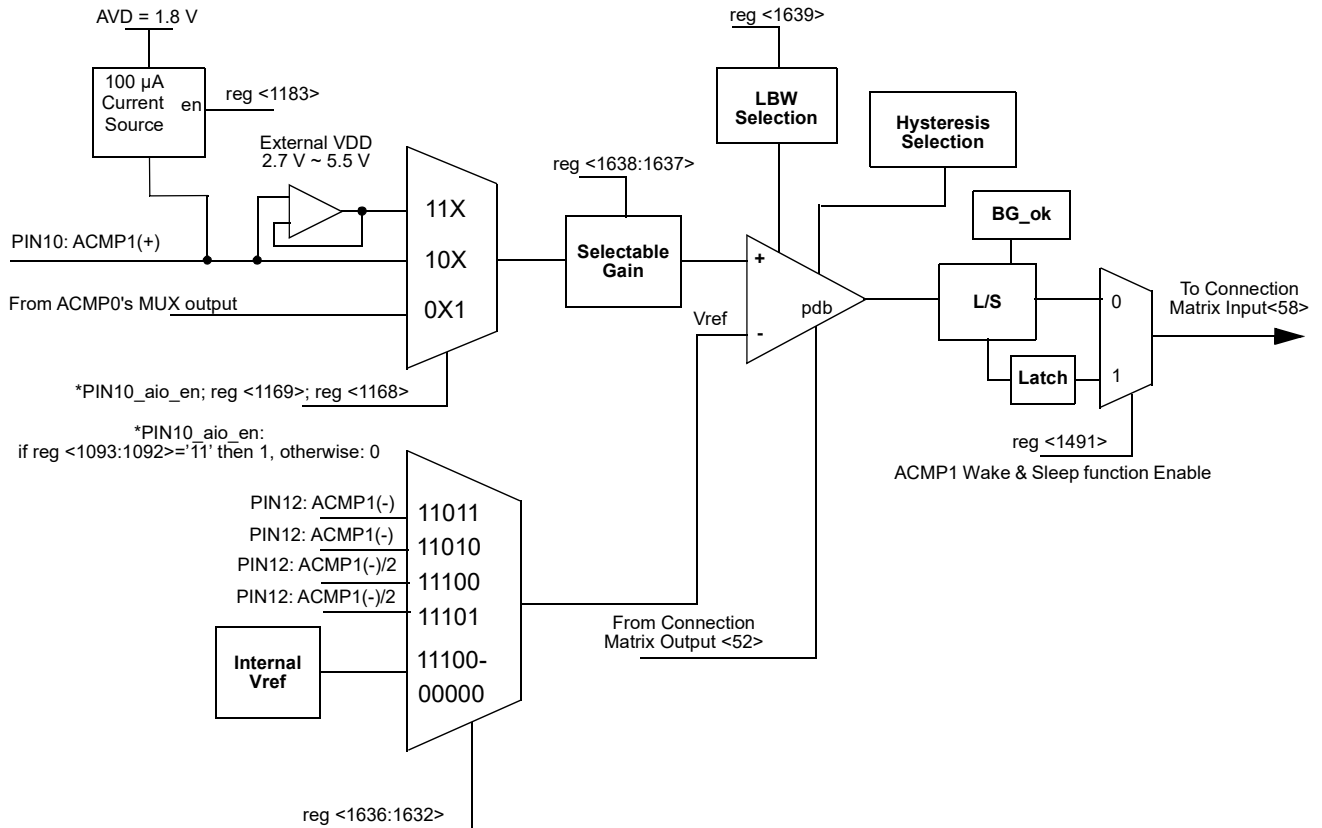 AVD = 1.8 V
reg <1639>
100 µA
Current
Source
en
reg <1183>
LBW
Selection
Hysteresis
Selection
External VDD
2.7 V ~ 5.5 V
reg <1638:1637>
11X
BG_ok
PIN10: ACMP1(+)
10X
Selectable
Gain
+
L/S
To Connection
Matrix Input<58>
From ACMP0's MUX output
0X1
Vref
-
pdb
0
Latch
1
*PIN10_aio_en; reg <1169>; reg <1168>
*PIN10_aio_en:
if reg <1093:1092>='11' then 1, otherwise: 0
reg <1491>
ACMP1 Wake & Sleep function Enable
PIN12: ACMP1(-)
11011
PIN12: ACMP1(-)
11010
PIN12: ACMP1(-)/2
11100
PIN12: ACMP1(-)/2
11101
From Connection
Matrix Output <52>
Internal
Vref
11100-
00000
reg <1636:1632>